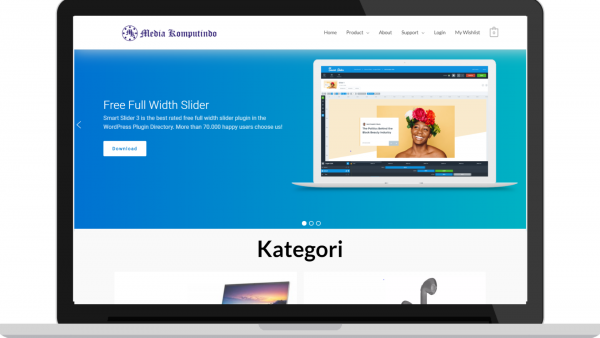 Media Komputindo
Home Product About Support Login My Wishlist 0
Free Full Width Slider
Smart Slider 3 is the best rated free full width slider plugin in the
WordPress Plugin Directory. More than 70.000 happy users choose us!
Download
Kategori